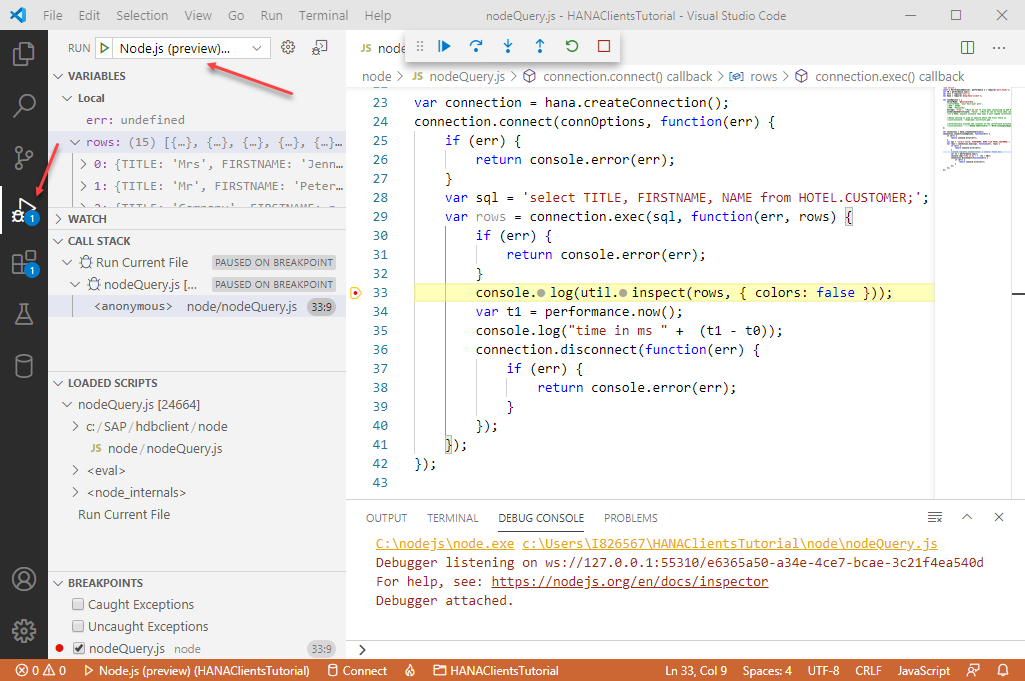 File Edit Selection View Go Run Terminal Help nodeQuery.js - HANAClientsTutorial - Visual Studio Code
RUN Node.js (preview)...
VARIABLES
Local
err: undefined
rows: (15) [{…}, {…}, {…}, {…}, {…}…
0: {TITLE: 'Mrs', FIRSTNAME: 'Jenn…
1: {TITLE: 'Mr', FIRSTNAME: 'Peter…
WATCH
CALL STACK
Run Current File PAUSED ON BREAKPOINT
nodeQuery.js [... PAUSED ON BREAKPOINT
<anonymous> node/nodeQuery.js 33:9
LOADED SCRIPTS
nodeQuery.js [24664]
c:/SAP/hdbclient/node
JS node/nodeQuery.js
<eval>
<node_internals>
Run Current File
BREAKPOINTS
Caught Exceptions
Uncaught Exceptions
nodeQuery.js node 33:9
1
1
JS node
node > JS nodeQuery.js > connection.connect() callback > rows > connection.exec() callback
23 var connection = hana.createConnection();
24 connection.connect(connOptions, function(err) {
25 if (err) {
26 return console.error(err);
27 }
28 var sql = 'select TITLE, FIRSTNAME, NAME from HOTEL.CUSTOMER;';
29 var rows = connection.exec(sql, function(err, rows) {
30 if (err) {
31 return console.error(err);
32 }
33 console.log(util.inspect(rows, { colors: false }));
34 var t1 = performance.now();
35 console.log("time in ms " + (t1 - t0));
36 connection.disconnect(function(err) {
37 if (err) {
38 return console.error(err);
39 }
40 });
41 });
42 });
43
OUTPUT TERMINAL DEBUG CONSOLE PROBLEMS
C:\nodejs\node.exe c:\Users\I826567\HANAClientsTutorial\node\nodeQuery.js
Debugger listening on ws://127.0.0.1:55310/e6365a50-a34e-4ce7-bcae-3c21f4ea540d
For help, see: https://nodejs.org/en/docs/inspector
Debugger attached.
0 0 Node.js (preview) (HANAClientsTutorial) Connect HANAClientsTutorial Ln 33, Col 9 Spaces: 4 UTF-8 CRLF JavaScript